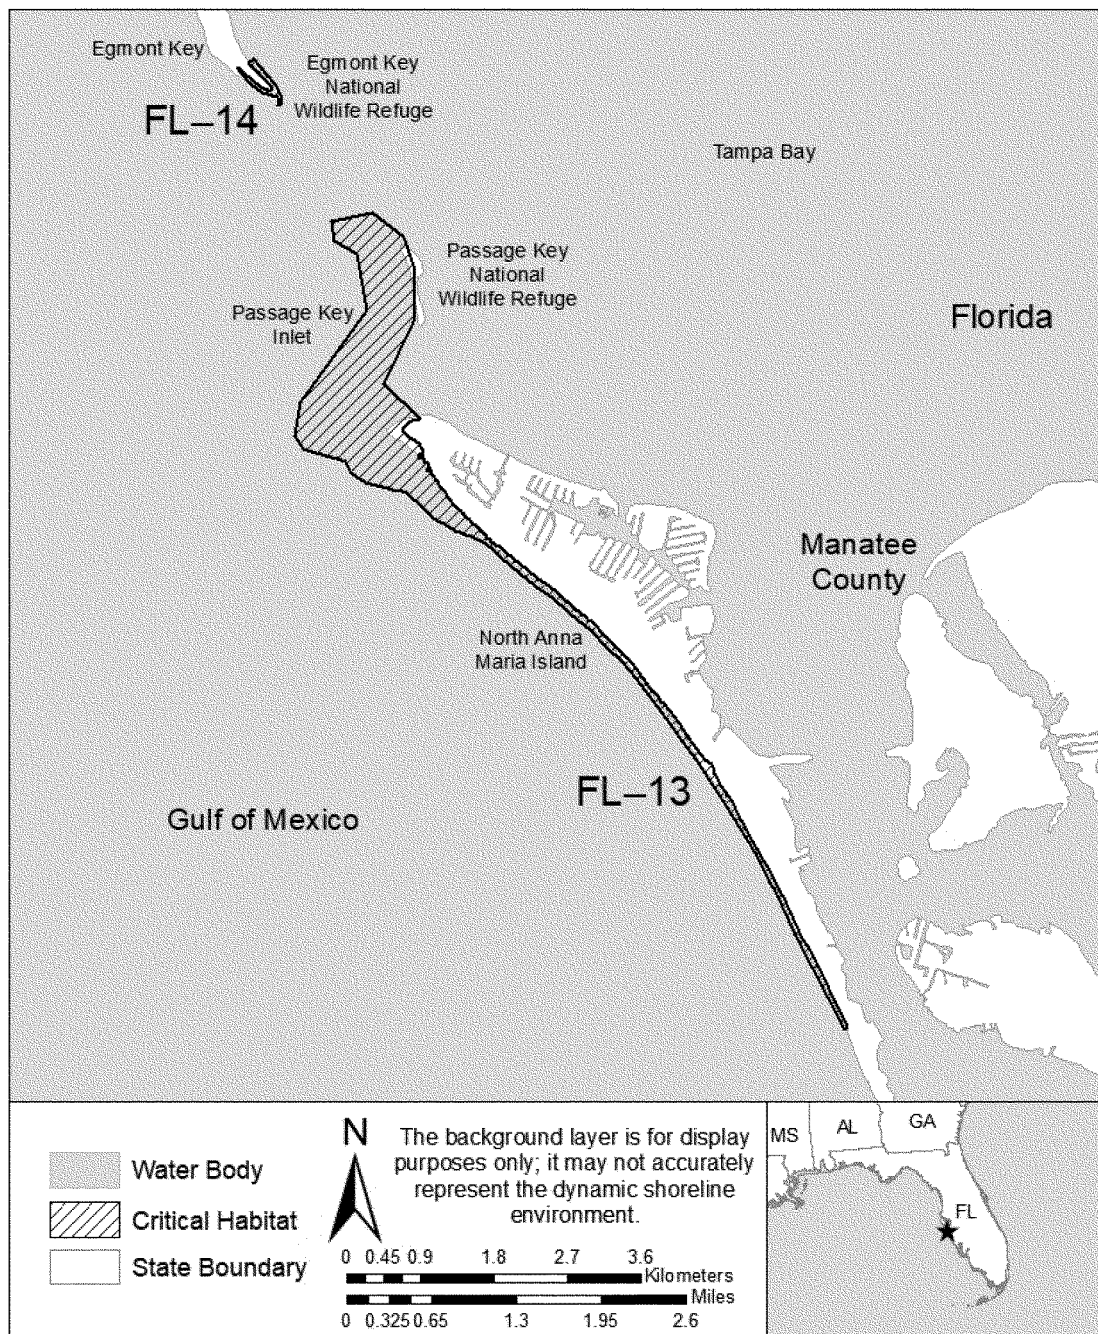 Egmont Key
Egmont Key
National
Wildlife Refuge
FL–14
Tampa Bay
Passage Key
National
Wildlife Refuge
Passage Key
Inlet
Florida
Manatee
County
North Anna
Maria Island
FL–13
Gulf of Mexico
Water Body
Critical Habitat
State Boundary
N
The background layer is for display
purposes only; it may not accurately
represent the dynamic shoreline
environment.
0 0.45 0.9 1.8 2.7 3.6
Kilometers
Miles
0 0.325 0.65 1.3 1.95 2.6
MS
AL
GA
FL